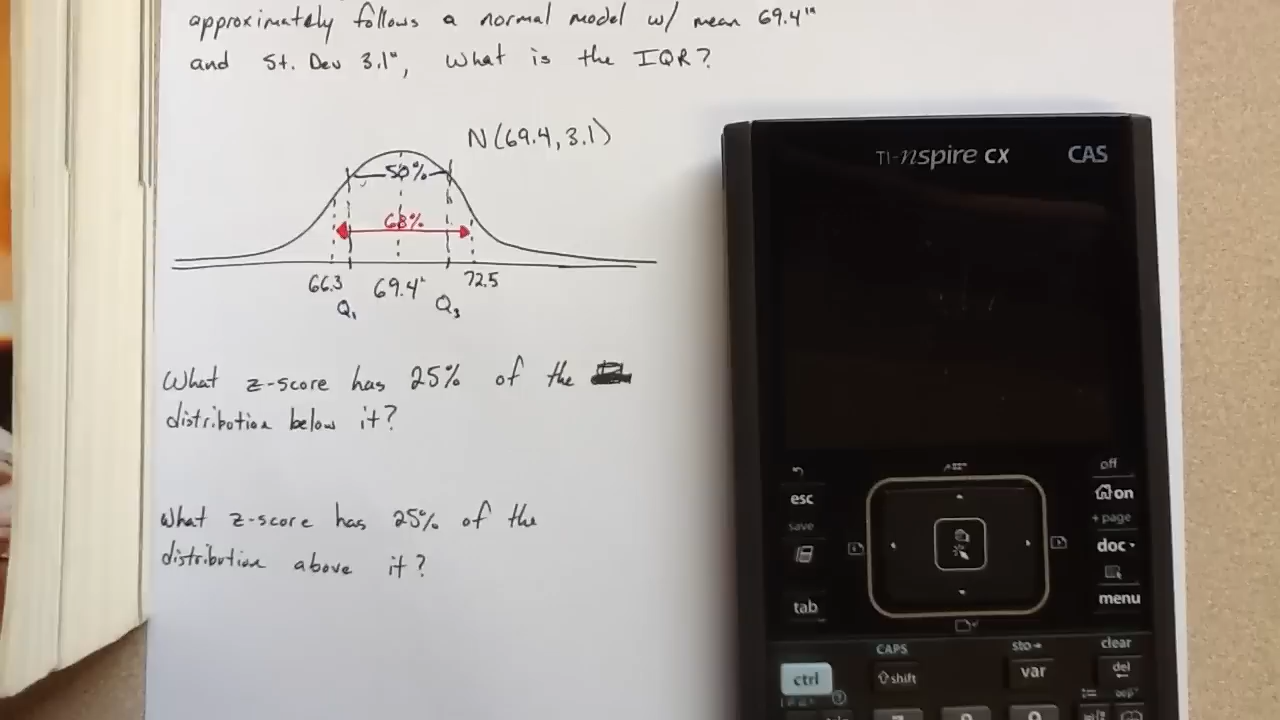 approximately follows a normal model w/ mean 69.4"
and St. Dev 3.1", What is the IQR?
N(69.4, 3.1)
50%
68%
66.3 69.4" 72.5
Q₁ Q₃
What z-score has 25% of the
distribution below it?
What z-score has 25% of the
distribution above it?
TI-nspire CX CAS
off
esc
on
save
+ page
doc
tab
menu
CAPS
sto→
clear
ctrl
⇧shift
var
del